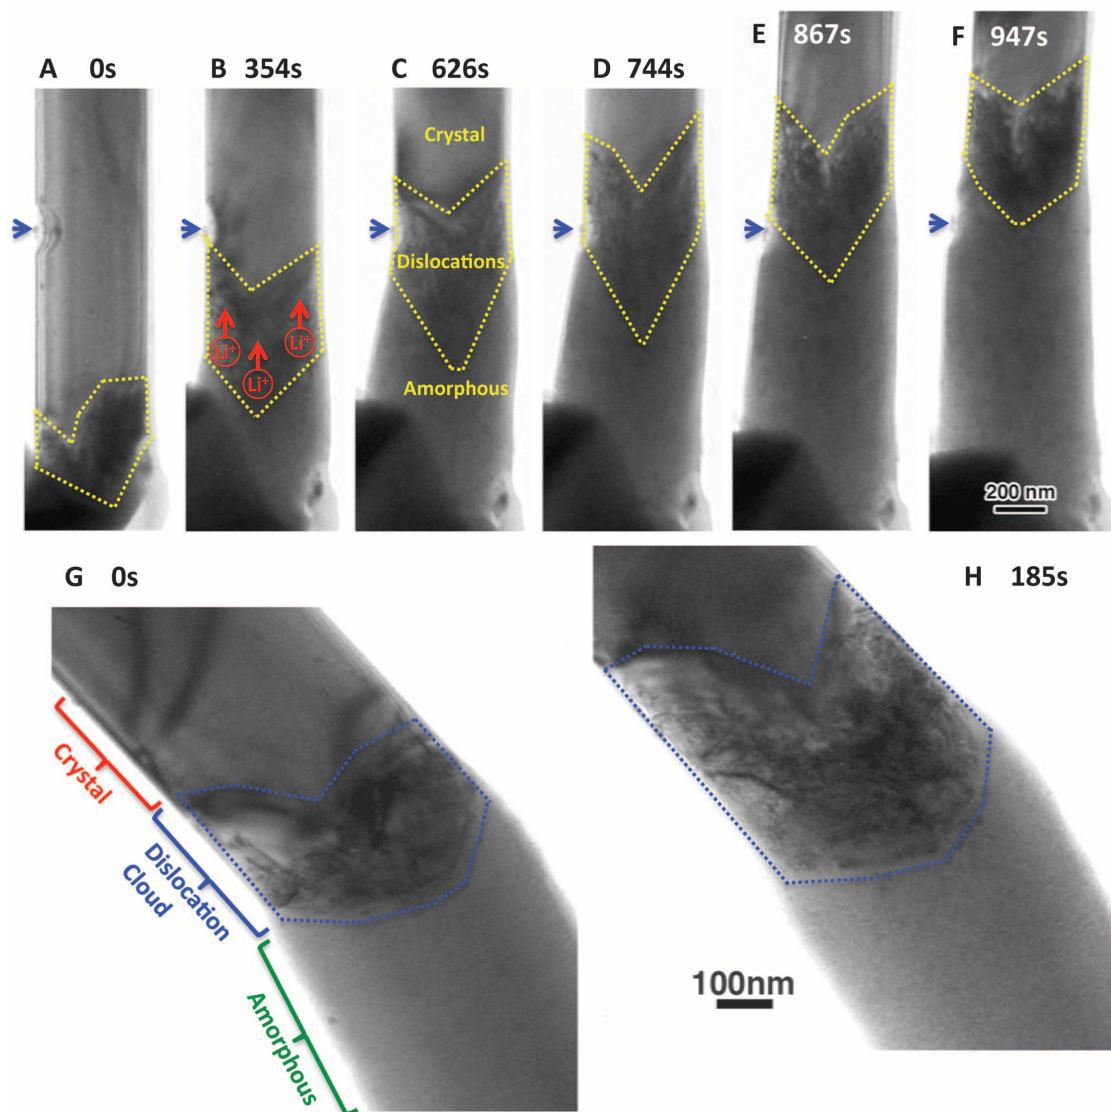 A 0s
B 354s
C 626s
D 744s
E 867s
F 947s
Crystal
Dislocations
Li+
Li+
Li+
Amorphous
200 nm
G 0s
H 185s
Crystal
Dislocation
Cloud
Amorphous
100nm